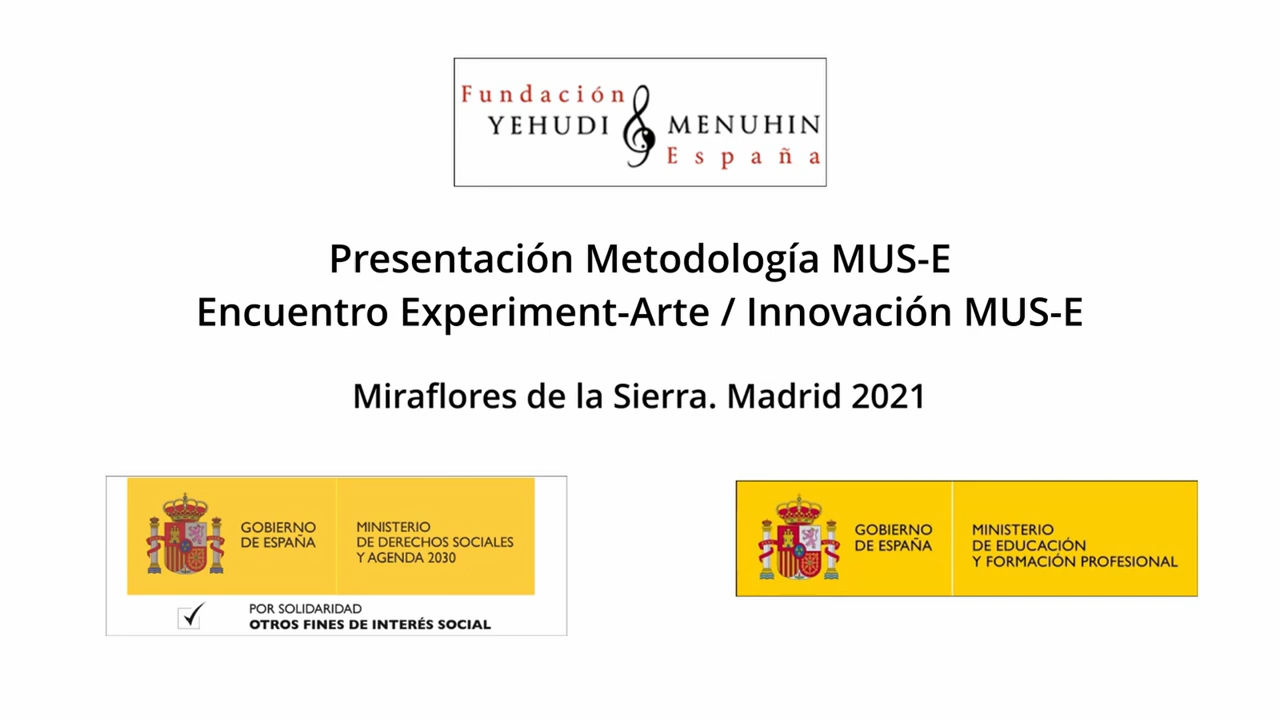 Fundación
YEHUDI MENUHIN
España
Presentación Metodología MUS-E
Encuentro Experiment-Arte / Innovación MUS-E
Miraflores de la Sierra. Madrid 2021
GOBIERNO
DE ESPAÑA
MINISTERIO
DE DERECHOS SOCIALES
Y AGENDA 2030
POR SOLIDARIDAD
OTROS FINES DE INTERÉS SOCIAL
GOBIERNO
DE ESPAÑA
MINISTERIO
DE EDUCACIÓN
Y FORMACIÓN PROFESIONAL